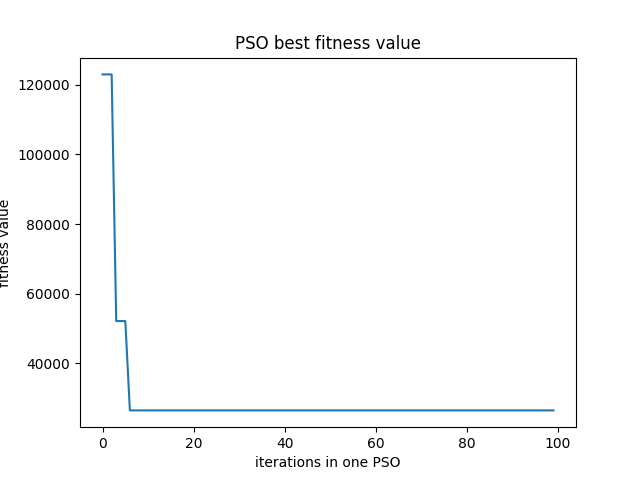 PSO best fitness value
120000
100000
80000
60000
40000
fitness value
0 20 40 60 80 100
iterations in one PSO